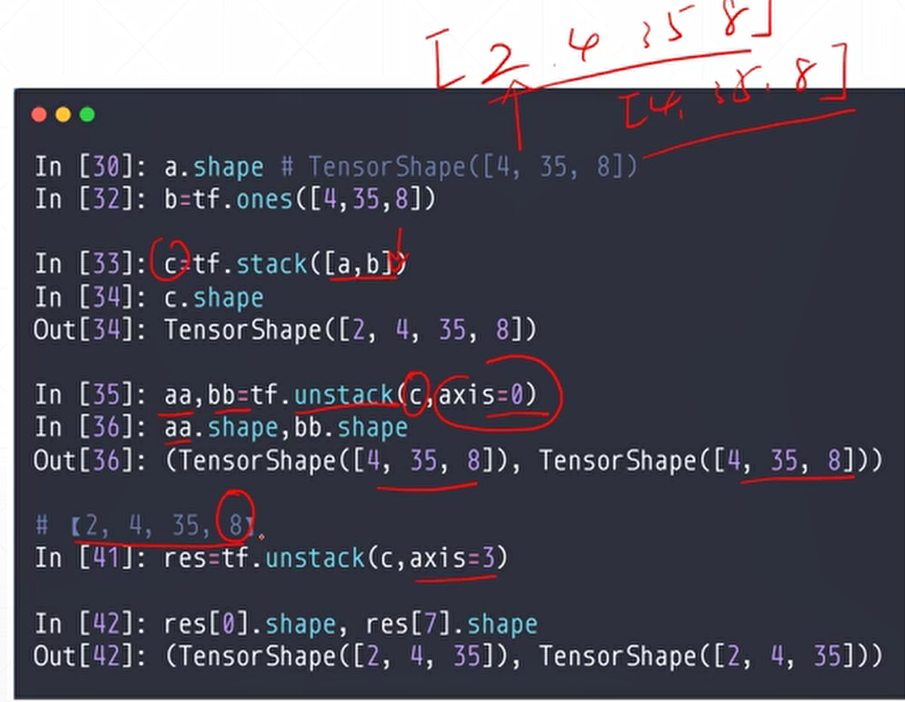 [2 4 35 8]
[4, 35, 8]
In [30]: a.shape # TensorShape([4, 35, 8])
In [32]: b=tf.ones([4,35,8])
In [33]: c=tf.stack([a,b])
In [34]: c.shape
Out[34]: TensorShape([2, 4, 35, 8])
In [35]: aa,bb=tf.unstack(c,axis=0)
In [36]: aa.shape,bb.shape
Out[36]: (TensorShape([4, 35, 8]), TensorShape([4, 35, 8]))
# 【2, 4, 35, 8】
In [41]: res=tf.unstack(c,axis=3)
In [42]: res[0].shape, res[7].shape
Out[42]: (TensorShape([2, 4, 35]), TensorShape([2, 4, 35]))